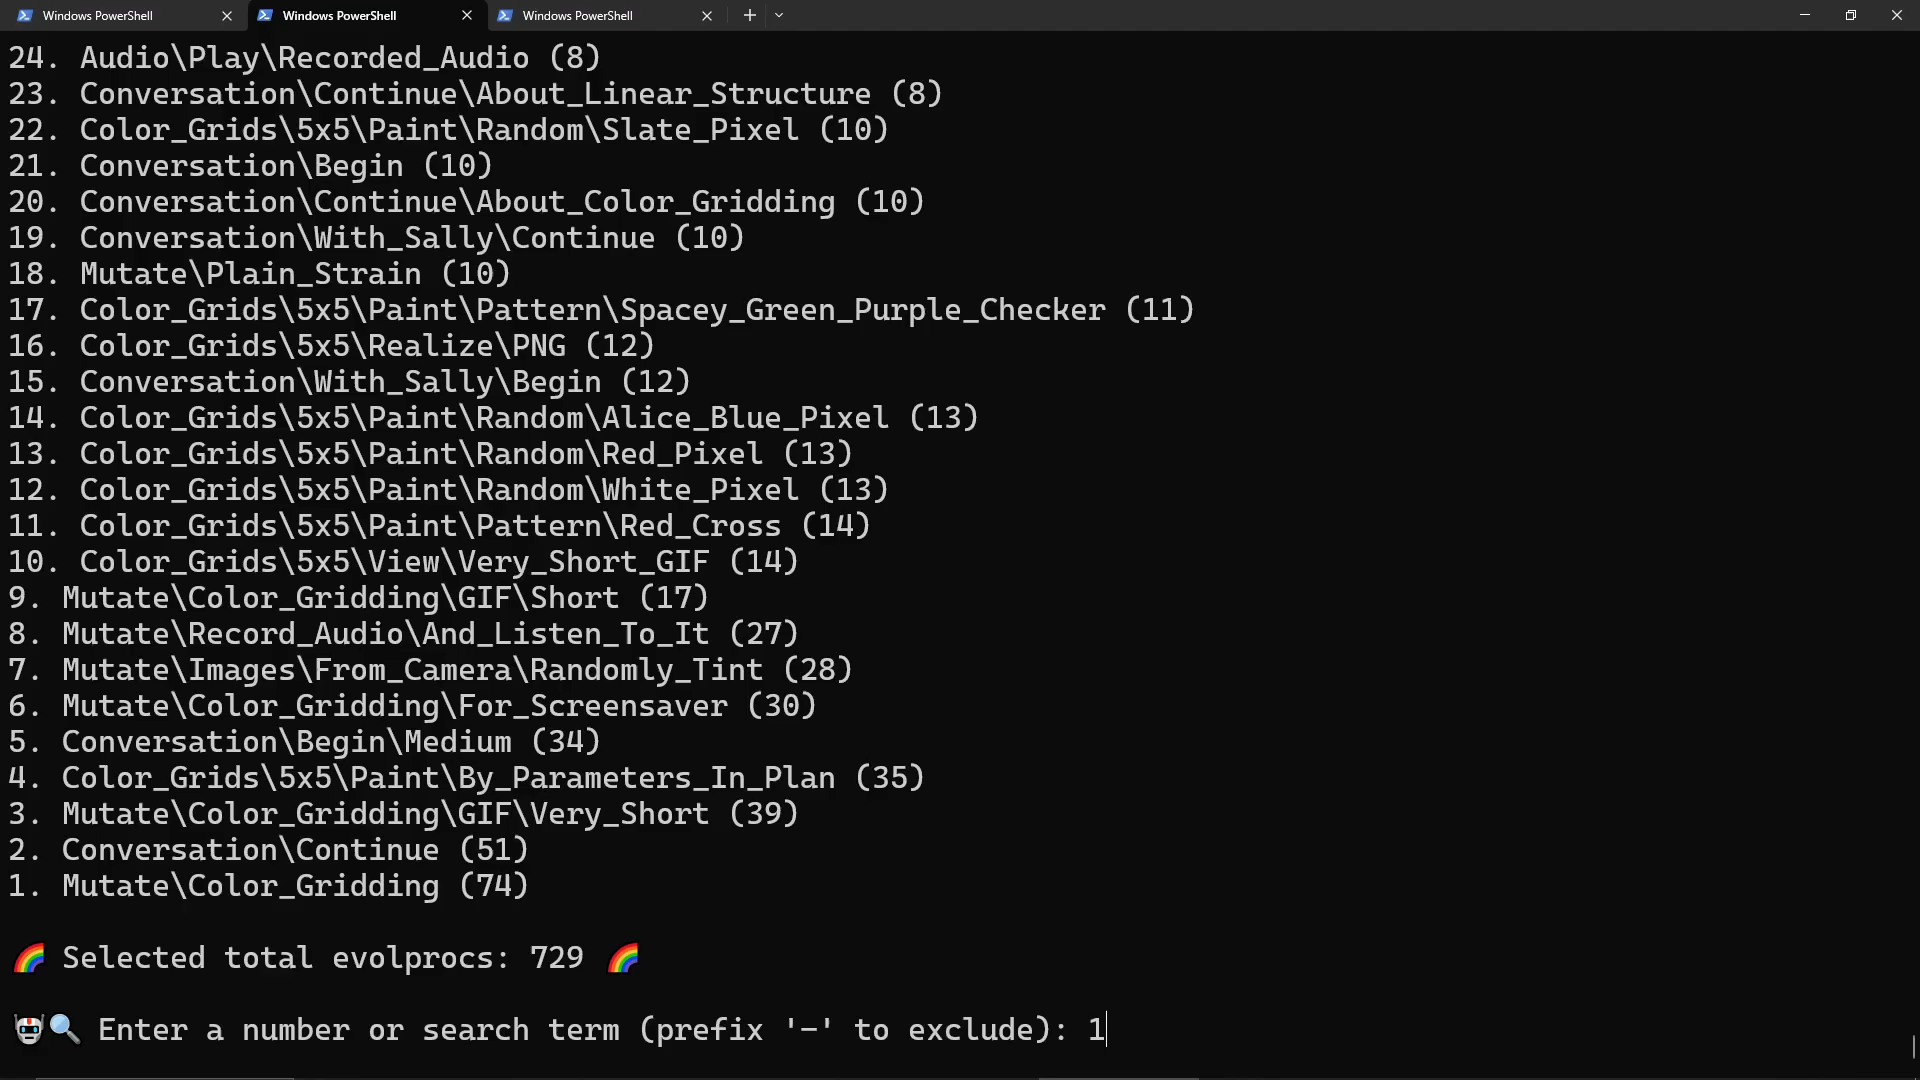 Windows PowerShell
Windows PowerShell
Windows PowerShell
24. Audio\Play\Recorded_Audio (8)
23. Conversation\Continue\About_Linear_Structure (8)
22. Color_Grids\5x5\Paint\Random\Slate_Pixel (10)
21. Conversation\Begin (10)
20. Conversation\Continue\About_Color_Gridding (10)
19. Conversation\With_Sally\Continue (10)
18. Mutate\Plain_Strain (10)
17. Color_Grids\5x5\Paint\Pattern\Spacey_Green_Purple_Checker (11)
16. Color_Grids\5x5\Realize\PNG (12)
15. Conversation\With_Sally\Begin (12)
14. Color_Grids\5x5\Paint\Random\Alice_Blue_Pixel (13)
13. Color_Grids\5x5\Paint\Random\Red_Pixel (13)
12. Color_Grids\5x5\Paint\Random\White_Pixel (13)
11. Color_Grids\5x5\Paint\Pattern\Red_Cross (14)
10. Color_Grids\5x5\View\Very_Short_GIF (14)
9. Mutate\Color_Gridding\GIF\Short (17)
8. Mutate\Record_Audio\And_Listen_To_It (27)
7. Mutate\Images\From_Camera\Randomly_Tint (28)
6. Mutate\Color_Gridding\For_Screensaver (30)
5. Conversation\Begin\Medium (34)
4. Color_Grids\5x5\Paint\By_Parameters_In_Plan (35)
3. Mutate\Color_Gridding\GIF\Very_Short (39)
2. Conversation\Continue (51)
1. Mutate\Color_Gridding (74)
🌈 Selected total evolprocs: 729 🌈
🤖🔍 Enter a number or search term (prefix '-' to exclude): 1